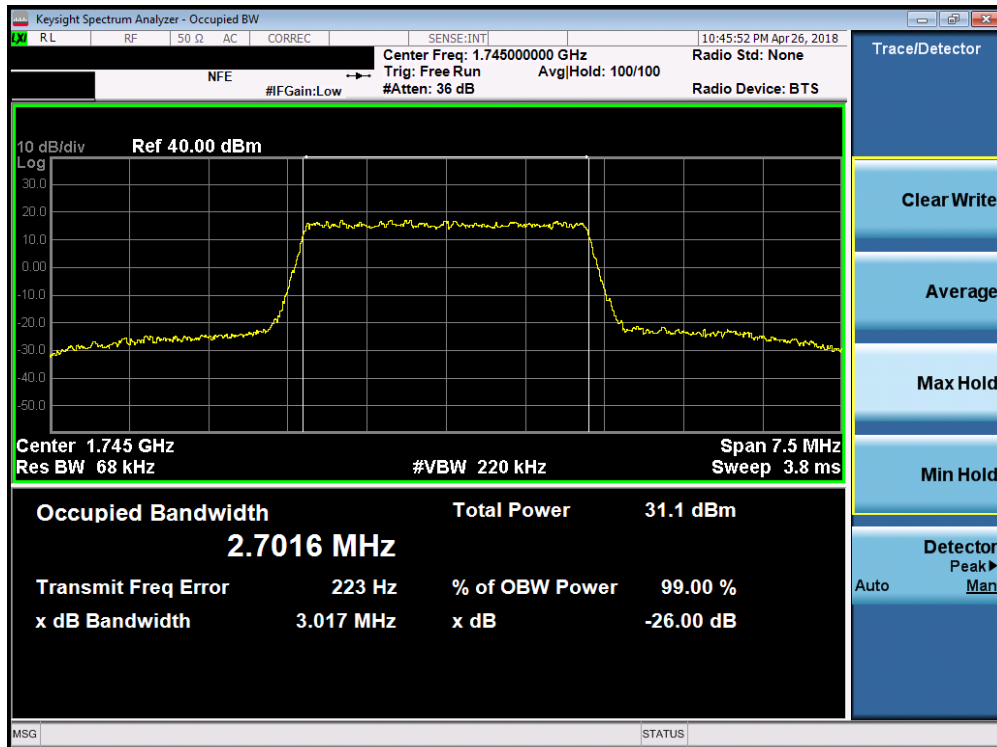 Keysight Spectrum Analyzer - Occupied BW
LXI RL RF 50 Ω AC CORREC SENSE:INT 10:45:52 PM Apr 26, 2018
Center Freq: 1.745000000 GHz Radio Std: None
NFE Trig: Free Run Avg|Hold: 100/100
#IFGain:Low #Atten: 36 dB Radio Device: BTS
10 dB/div Ref 40.00 dBm
Log
30.0
20.0
10.0
0.00
-10.0
-20.0
-30.0
-40.0
-50.0
Center 1.745 GHz Span 7.5 MHz
Res BW 68 kHz #VBW 220 kHz Sweep 3.8 ms
Occupied Bandwidth Total Power 31.1 dBm
2.7016 MHz
Transmit Freq Error 223 Hz % of OBW Power 99.00 %
x dB Bandwidth 3.017 MHz x dB -26.00 dB
MSG STATUS
Trace/Detector
Clear Write
Average
Max Hold
Min Hold
Detector
Peak▶
Auto Man